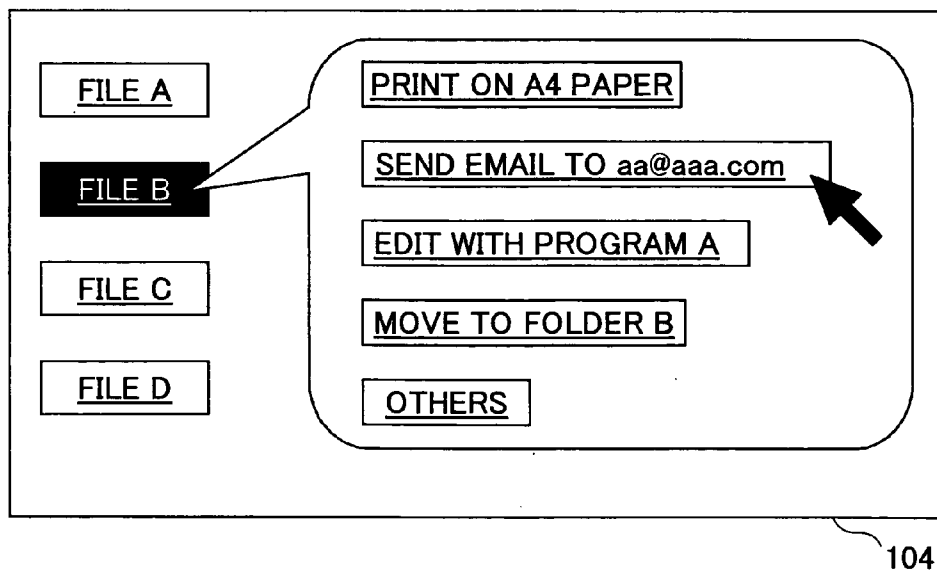 FILE A
FILE B
FILE C
FILE D
PRINT ON A4 PAPER
SEND EMAIL TO aa@aaa.com
EDIT WITH PROGRAM A
MOVE TO FOLDER B
OTHERS
104